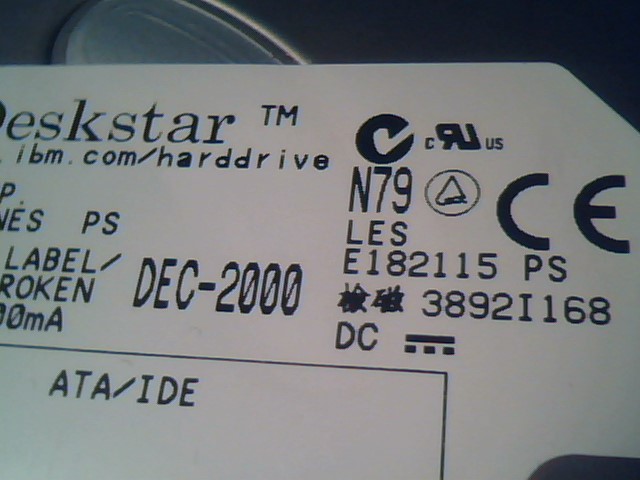 Deskstar TM
.ibm.com/harddrive
c UL us
N79
CE
P.
NES PS
LES
LABEL/
E182115 PS
ROKEN
DEC-2000
検磁 3892I168
00mA
DC
ATA/IDE